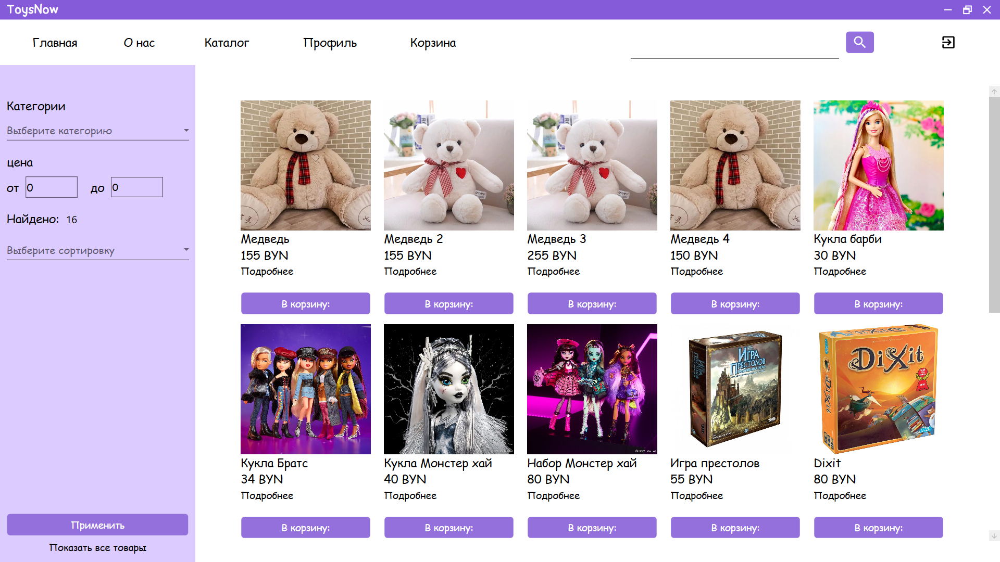 ToysNow
Главная О нас Каталог Профиль Корзина
Категории
Выберите категорию
цена
от 0 до 0
Найдено: 16
Выберите сортировку
Применить
Показать все товары
Медведь Медведь 2 Медведь 3 Медведь 4 Кукла барби
155 BYN 155 BYN 255 BYN 150 BYN 30 BYN
Подробнее Подробнее Подробнее Подробнее Подробнее
В корзину: В корзину: В корзину: В корзину: В корзину:
ИГРА
ПРЕСТОЛОВ
DiXit
DiXit
Кукла Братс Кукла Монстер хай Набор Монстер хай Игра престолов Dixit
34 BYN 40 BYN 80 BYN 55 BYN 80 BYN
Подробнее Подробнее Подробнее Подробнее Подробнее
В корзину: В корзину: В корзину: В корзину: В корзину: